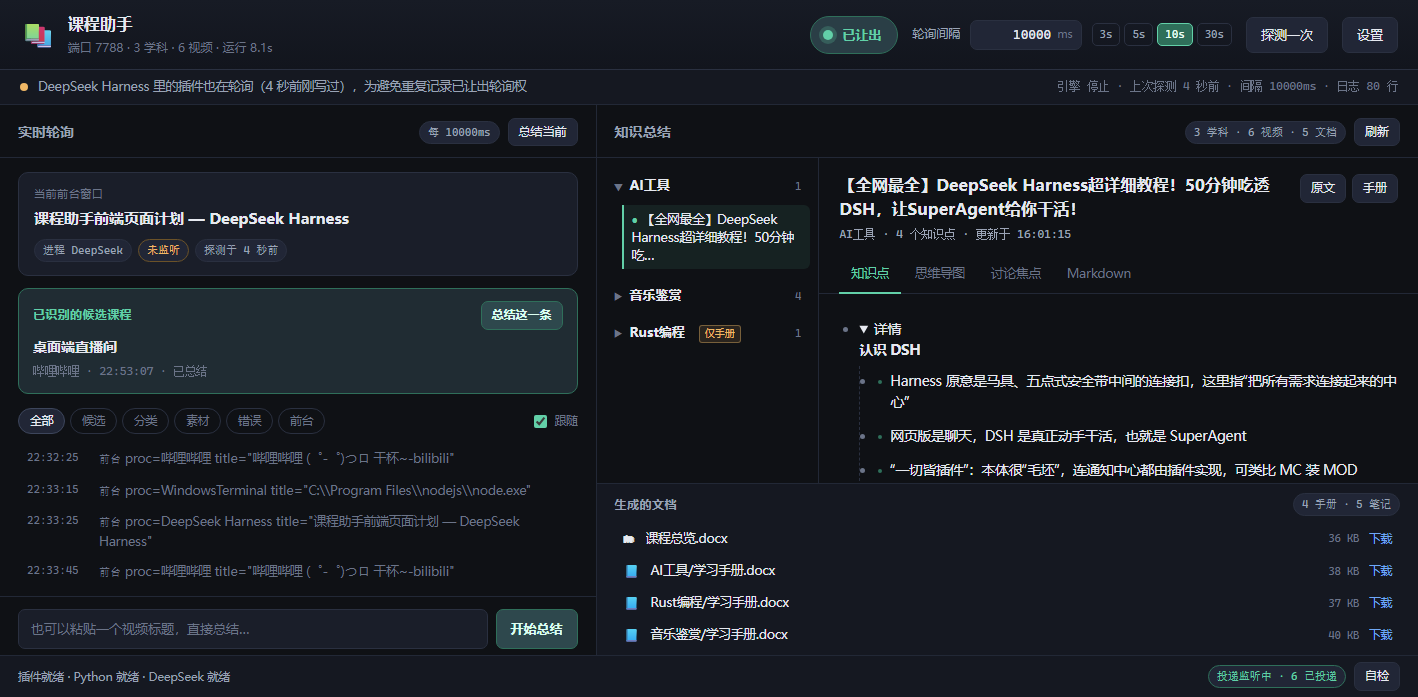 课程助手
端口 7788 · 3 学科 · 6 视频 · 运行 8.1s
已让出
轮询间隔
10000 ms
3s
5s
10s
30s
探测一次
设置
DeepSeek Harness 里的插件也在轮询（4 秒前刚写过），为避免重复记录已让出轮询权
引擎 停止 · 上次探测 4 秒前 · 间隔 10000ms · 日志 80 行
实时轮询
每 10000ms
总结当前
当前前台窗口
课程助手前端页面计划 — DeepSeek Harness
进程 DeepSeek
未监听
探测于 4 秒前
已识别的候选课程
总结这一条
桌面端直播间
哔哩哔哩 · 22:53:07 · 已总结
全部
候选
分类
素材
错误
前台
跟随
22:32:25 前台 proc=哔哩哔哩 title="哔哩哔哩 (゜-゜)つロ 干杯~-bilibili"
22:33:15 前台 proc=WindowsTerminal title="C:\\Program Files\\nodejs\\node.exe"
22:33:25 前台 proc=DeepSeek Harness title="课程助手前端页面计划 — DeepSeek
Harness"
22:33:45 前台 proc=哔哩哔哩 title="哔哩哔哩 (゜-゜)つロ 干杯~-bilibili"
也可以粘贴一个视频标题，直接总结...
开始总结
知识总结
3 学科 · 6 视频 · 5 文档
刷新
▼ AI工具 1
【全网最全】DeepSeek
Harness超详细教程！50分钟
吃...
▶ 音乐鉴赏 4
▶ Rust编程 仅手册 1
【全网最全】DeepSeek Harness超详细教程！50分钟吃透
DSH，让SuperAgent给你干活！
原文
手册
AI工具 · 4 个知识点 · 更新于 16:01:15
知识点
思维导图
讨论焦点
Markdown
▼ 详情
认识 DSH
Harness 原意是马具、五点式安全带中间的连接扣，这里指“把所有需求连接起来的中
心”
网页版是聊天，DSH 是真正动手干活，也就是 SuperAgent
“一切皆插件”：本体很“毛坯”，连通知中心都由插件实现，可类比 MC 装 MOD
生成的文档
4 手册 · 5 笔记
课程总览.docx 36 KB 下载
AI工具/学习手册.docx 38 KB 下载
Rust编程/学习手册.docx 37 KB 下载
音乐鉴赏/学习手册.docx 40 KB 下载
插件就绪 · Python 就绪 · DeepSeek 就绪
投递监听中 · 6 已投递
自检